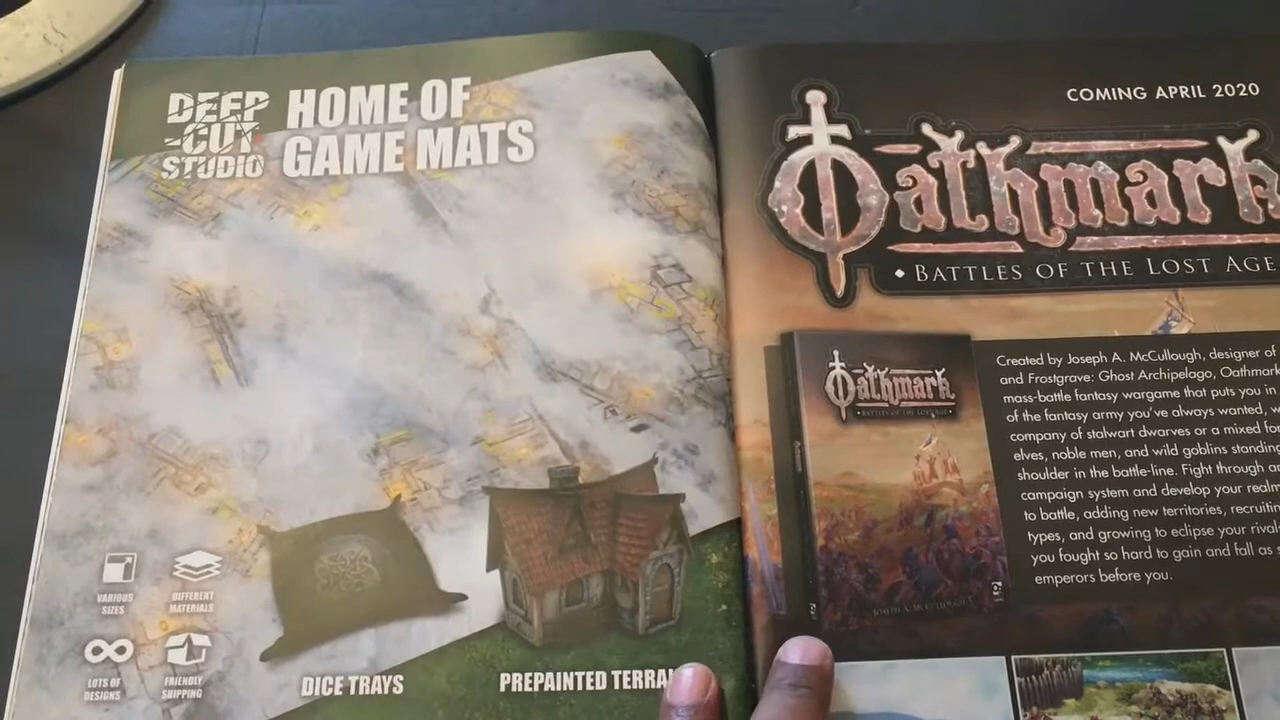 DEEP
-CUT
STUDIO
HOME OF
GAME MATS
VARIOUS
SIZES
DIFFERENT
MATERIALS
LOTS OF
DESIGNS
FRIENDLY
SHIPPING
DICE TRAYS
PREPAINTED
COMING APRIL 2020
Oathmark
• BATTLES OF THE LOST AGE
Oathmark
• BATTLES OF THE LOST AGE •
JOSEPH A. MCCULLOUGH
Created by Joseph A. McCullough, designer of
and Frostgrave: Ghost Archipelago, Oathmark
mass-battle fantasy wargame that puts you in
of the fantasy army you've always wanted,
company of stalwart dwarves or a mixed
elves, noble men, and wild goblins standing
shoulder in the battle-line. Fight through
campaign system and develop your realm
to battle, adding new territories,
types, and growing to eclipse your
you fought so hard to gain and fall as
emperors before you.